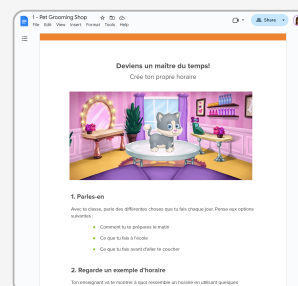 1 - Pet Grooming Shop
File Edit View Insert Format Tools Help
Share
Deviens un maître du temps!
Crée ton propre horaire
1. Parles-en
Avec ta classe, parle des différentes choses que tu fais chaque jour. Pense aux options
suivantes :
Comment tu te prépares le matin
Ce que tu fais à l'école
Ce que tu fais avant d'aller te coucher
2. Regarde un exemple d'horaire
Ton enseignant va te montrer à quoi ressemble un horaire en utilisant quelques